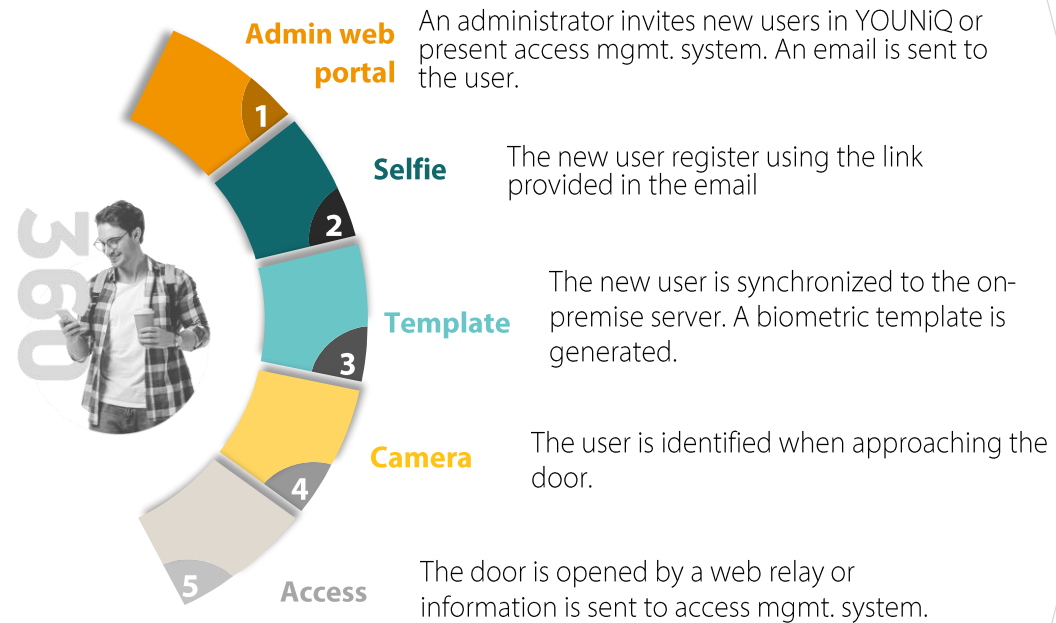 Admin web
portal
An administrator invites new users in YOUNiQ or
present access mgmt. system. An email is sent to
the user.
1
Selfie
The new user register using the link
provided in the email
2
360
Template
The new user is synchronized to the on-
premise server. A biometric template is
generated.
3
Camera
The user is identified when approaching the
door.
4
Access
The door is opened by a web relay or
information is sent to access mgmt. system.
5